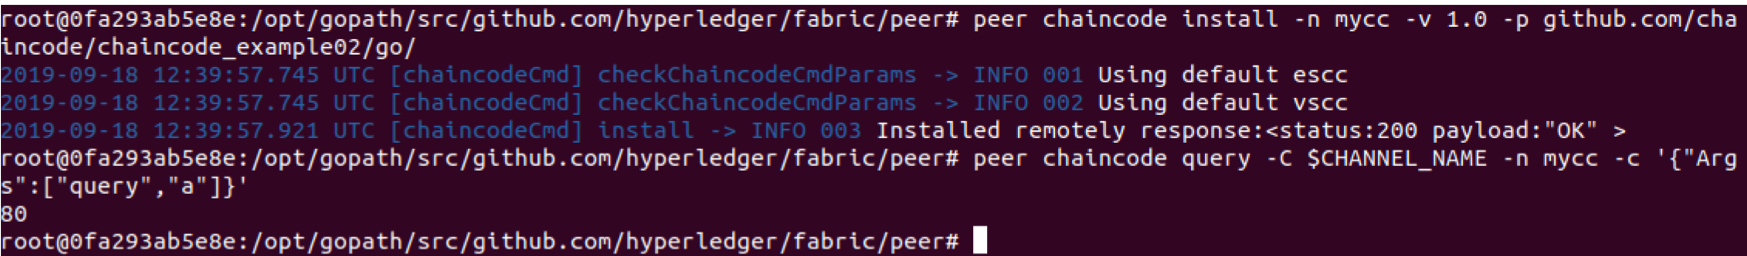 root@0fa293ab5e8e:/opt/gopath/src/github.com/hyperledger/fabric/peer# peer chaincode install -n mycc -v 1.0 -p github.com/cha
incode/chaincode_example02/go/
2019-09-18 12:39:57.745 UTC [chaincodeCmd] checkChaincodeCmdParams -> INFO 001 Using default escc
2019-09-18 12:39:57.745 UTC [chaincodeCmd] checkChaincodeCmdParams -> INFO 002 Using default vscc
2019-09-18 12:39:57.921 UTC [chaincodeCmd] install -> INFO 003 Installed remotely response:<status:200 payload:"OK" >
root@0fa293ab5e8e:/opt/gopath/src/github.com/hyperledger/fabric/peer# peer chaincode query -C $CHANNEL_NAME -n mycc -c '{"Arg
s":["query","a"]}'
80
root@0fa293ab5e8e:/opt/gopath/src/github.com/hyperledger/fabric/peer#